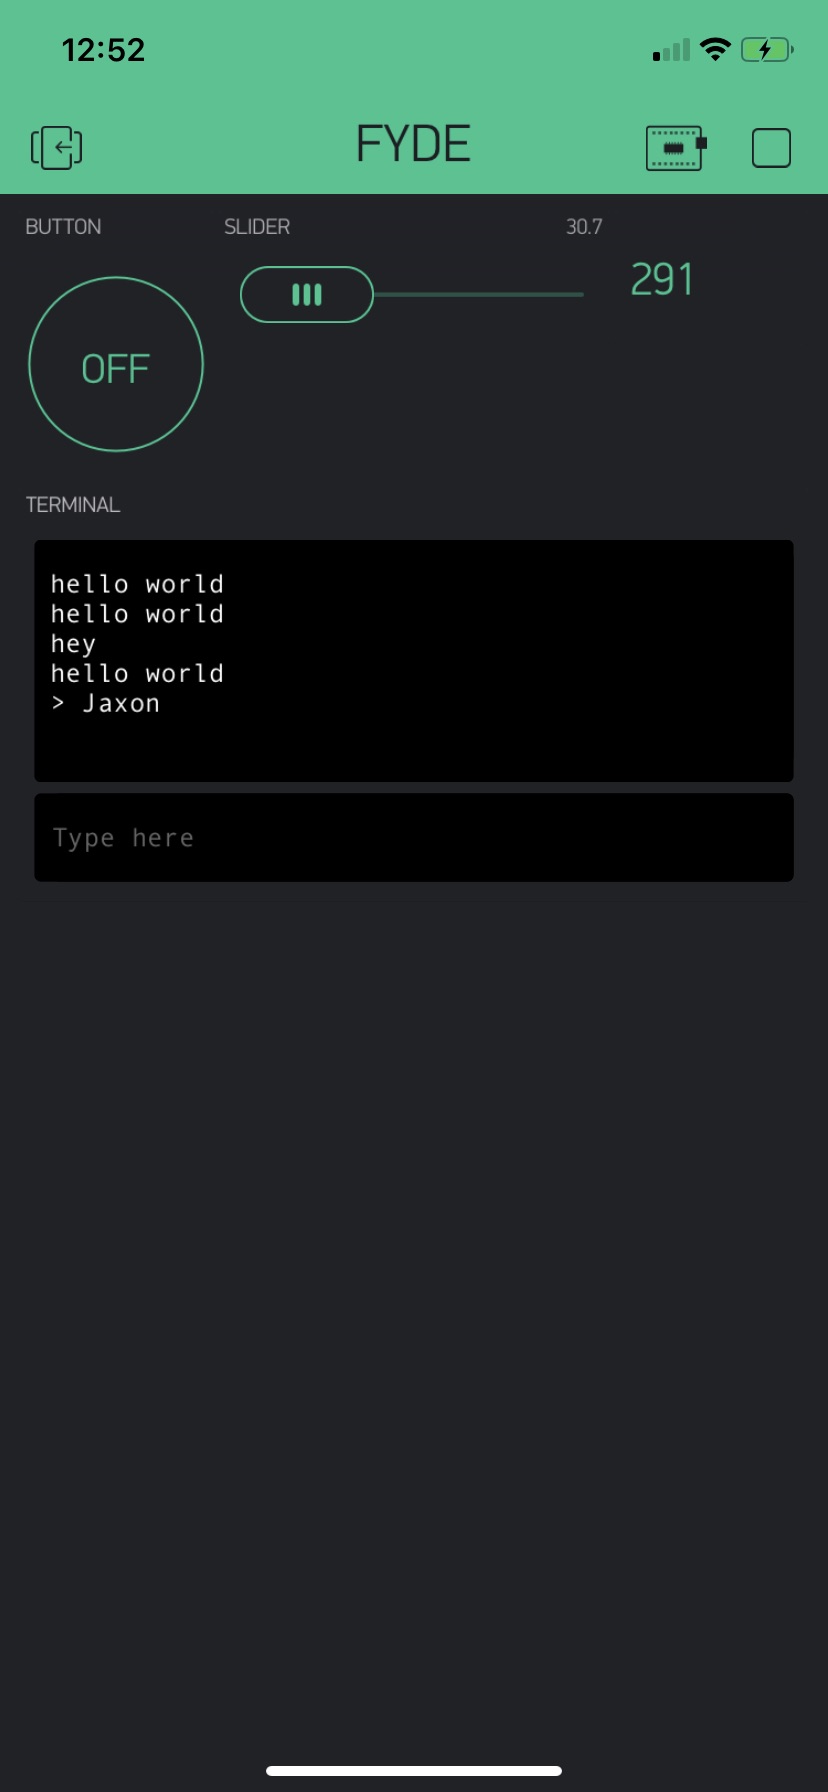 12:52
FYDE
BUTTON
SLIDER
30.7
291
OFF
TERMINAL
hello world
hello world
hey
hello world
> Jaxon
Type here